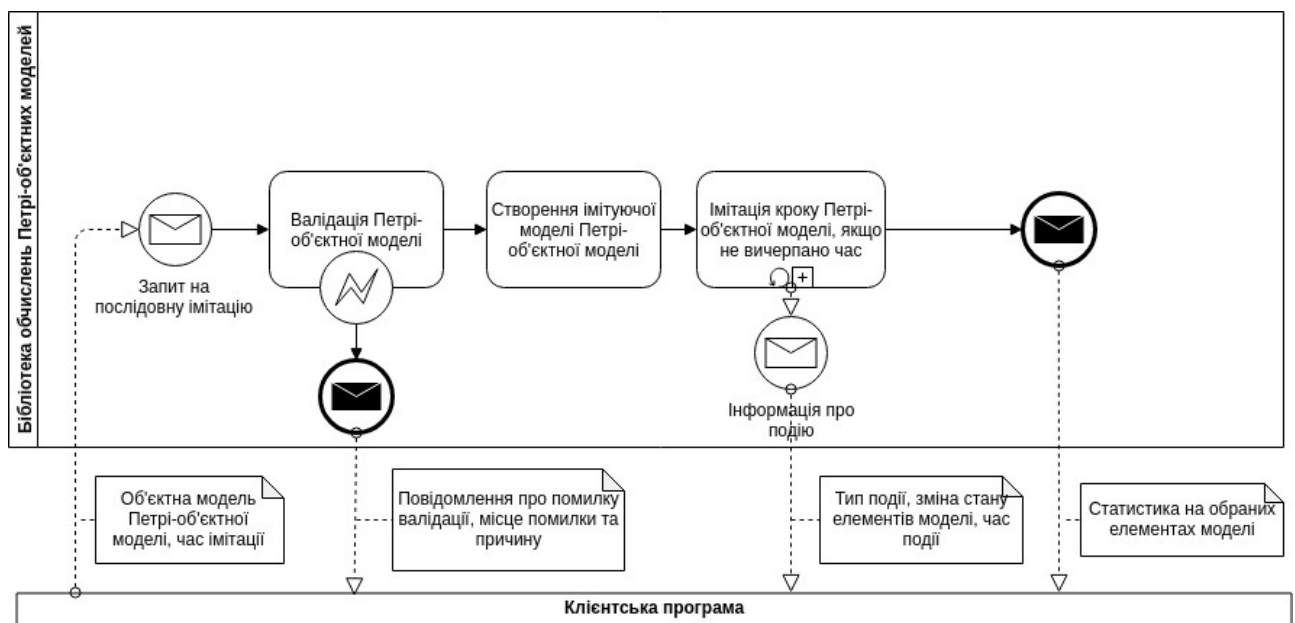 Бібліотека обчислень Петрі-об'єктних моделей
Запит на
послідовну імітацію
Валідація Петрі-
об'єктної моделі
Створення імітуючої
моделі Петрі-
об'єктної моделі
Імітація кроку Петрі-
об'єктної моделі, якщо
не вичерпано час
Інформація про
подію
Об'єктна модель
Петрі-об'єктної
моделі, час імітації
Повідомлення про помилку
валідації, місце помилки та
причину
Тип події, зміна стану
елементів моделі, час
події
Статистика на обраних
елементах моделі
Клієнтська програма